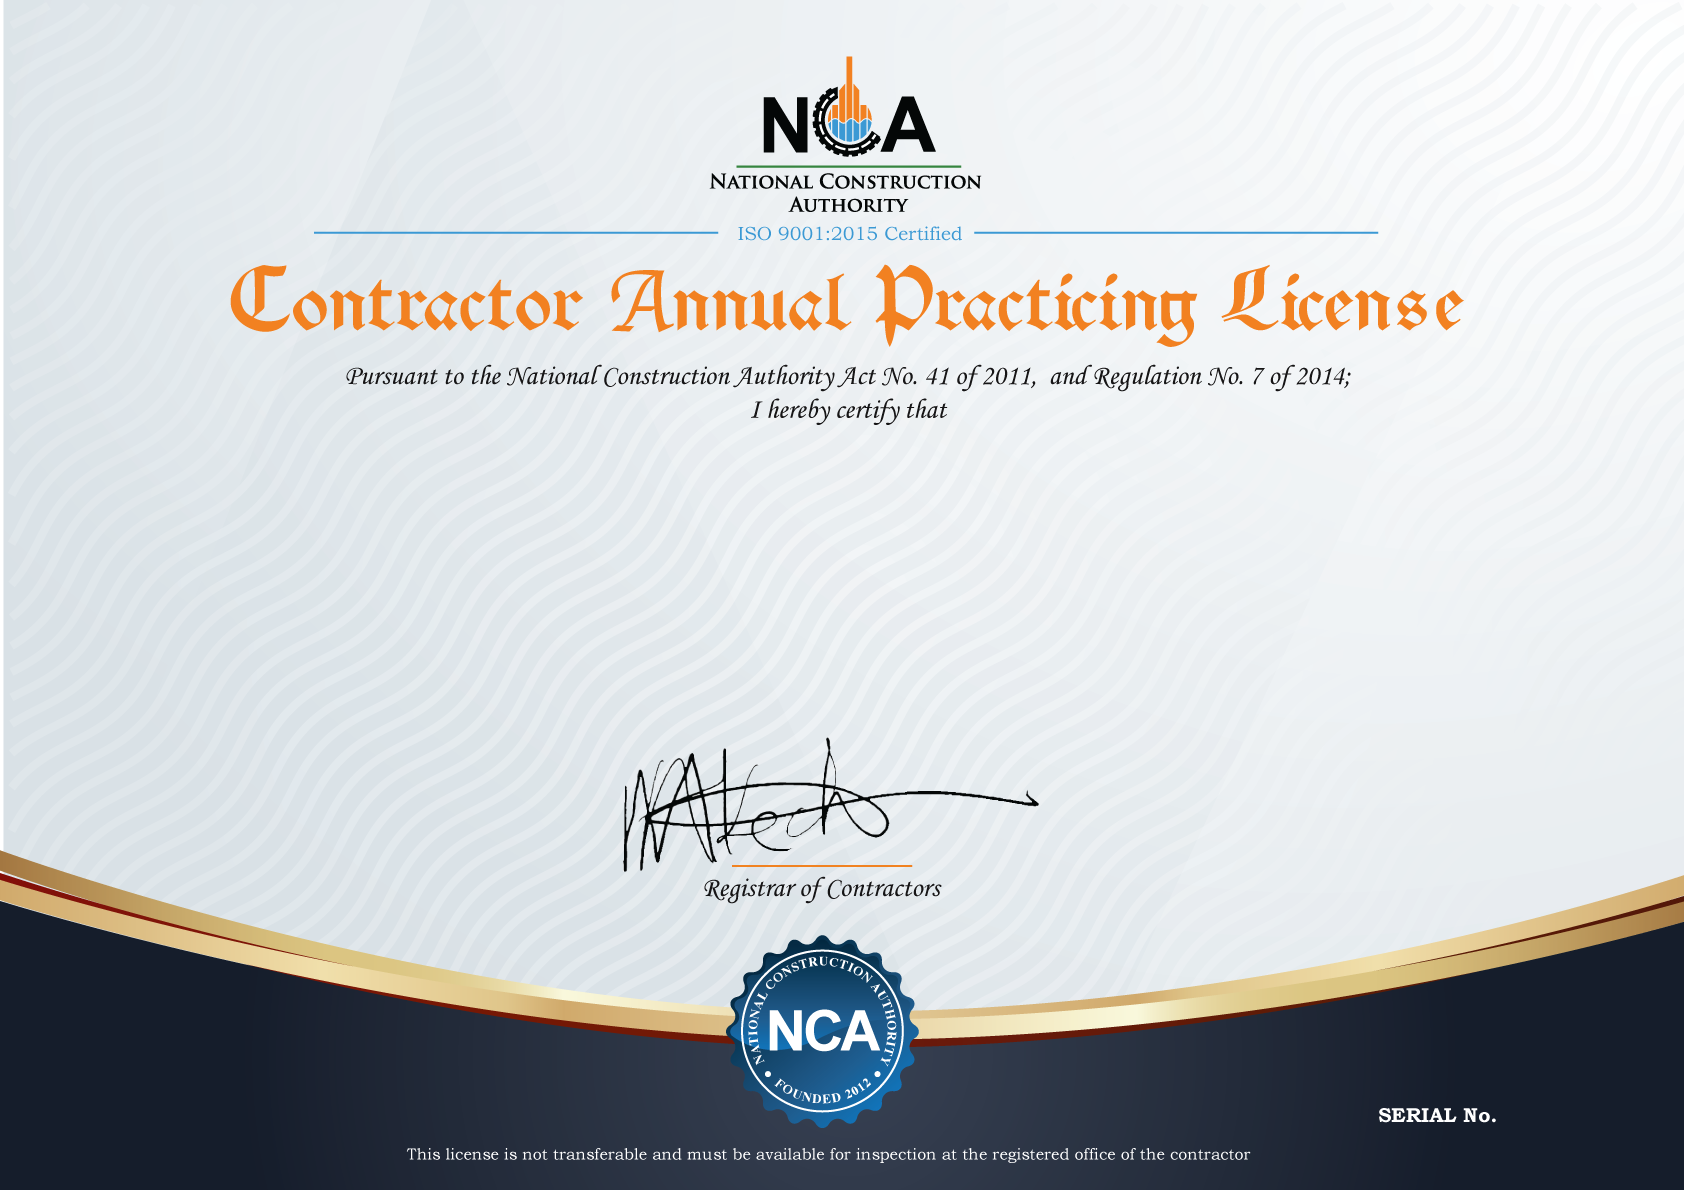 NCA
NATIONAL CONSTRUCTION
AUTHORITY
ISO 9001:2015 Certified
Contractor Annual Practicing License
Pursuant to the National Construction Authority Act No. 41 of 2011, and Regulation No. 7 of 2014;
I hereby certify that
Registrar of Contractors
NATIONAL CONSTRUCTION AUTHORITY
NCA
• FOUNDED 2012 •
SERIAL No.
This license is not transferable and must be available for inspection at the registered office of the contractor